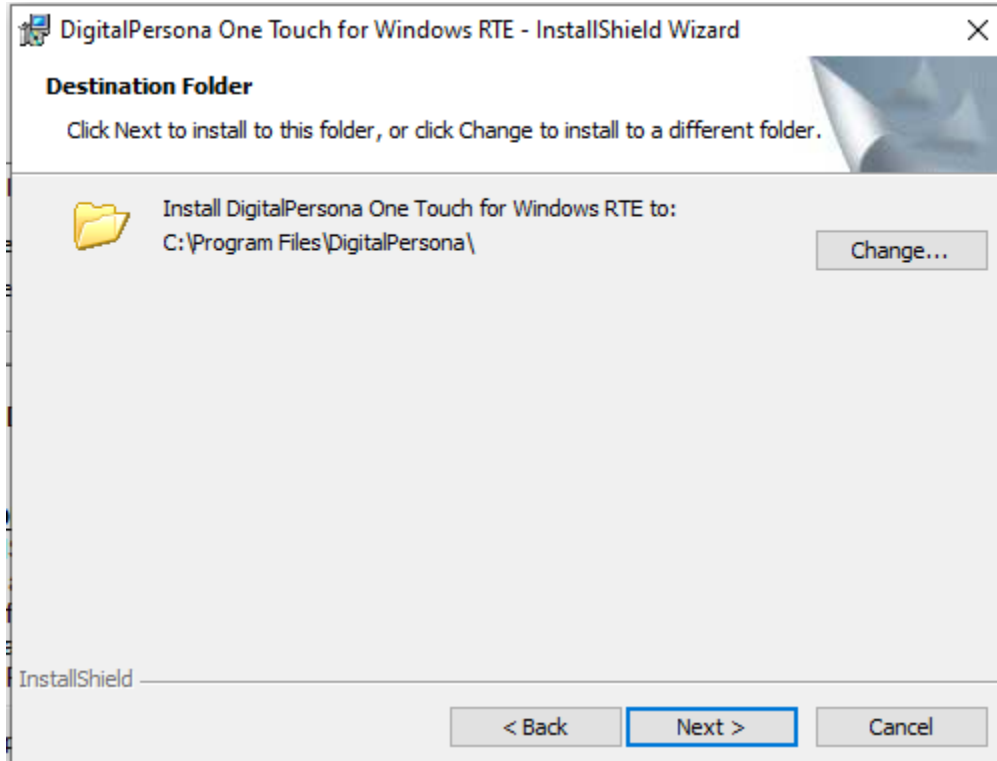 DigitalPersona One Touch for Windows RTE - InstallShield Wizard
Destination Folder
Click Next to install to this folder, or click Change to install to a different folder.
Install DigitalPersona One Touch for Windows RTE to:
C:\Program Files\DigitalPersona\
Change...
InstallShield
< Back
Next >
Cancel